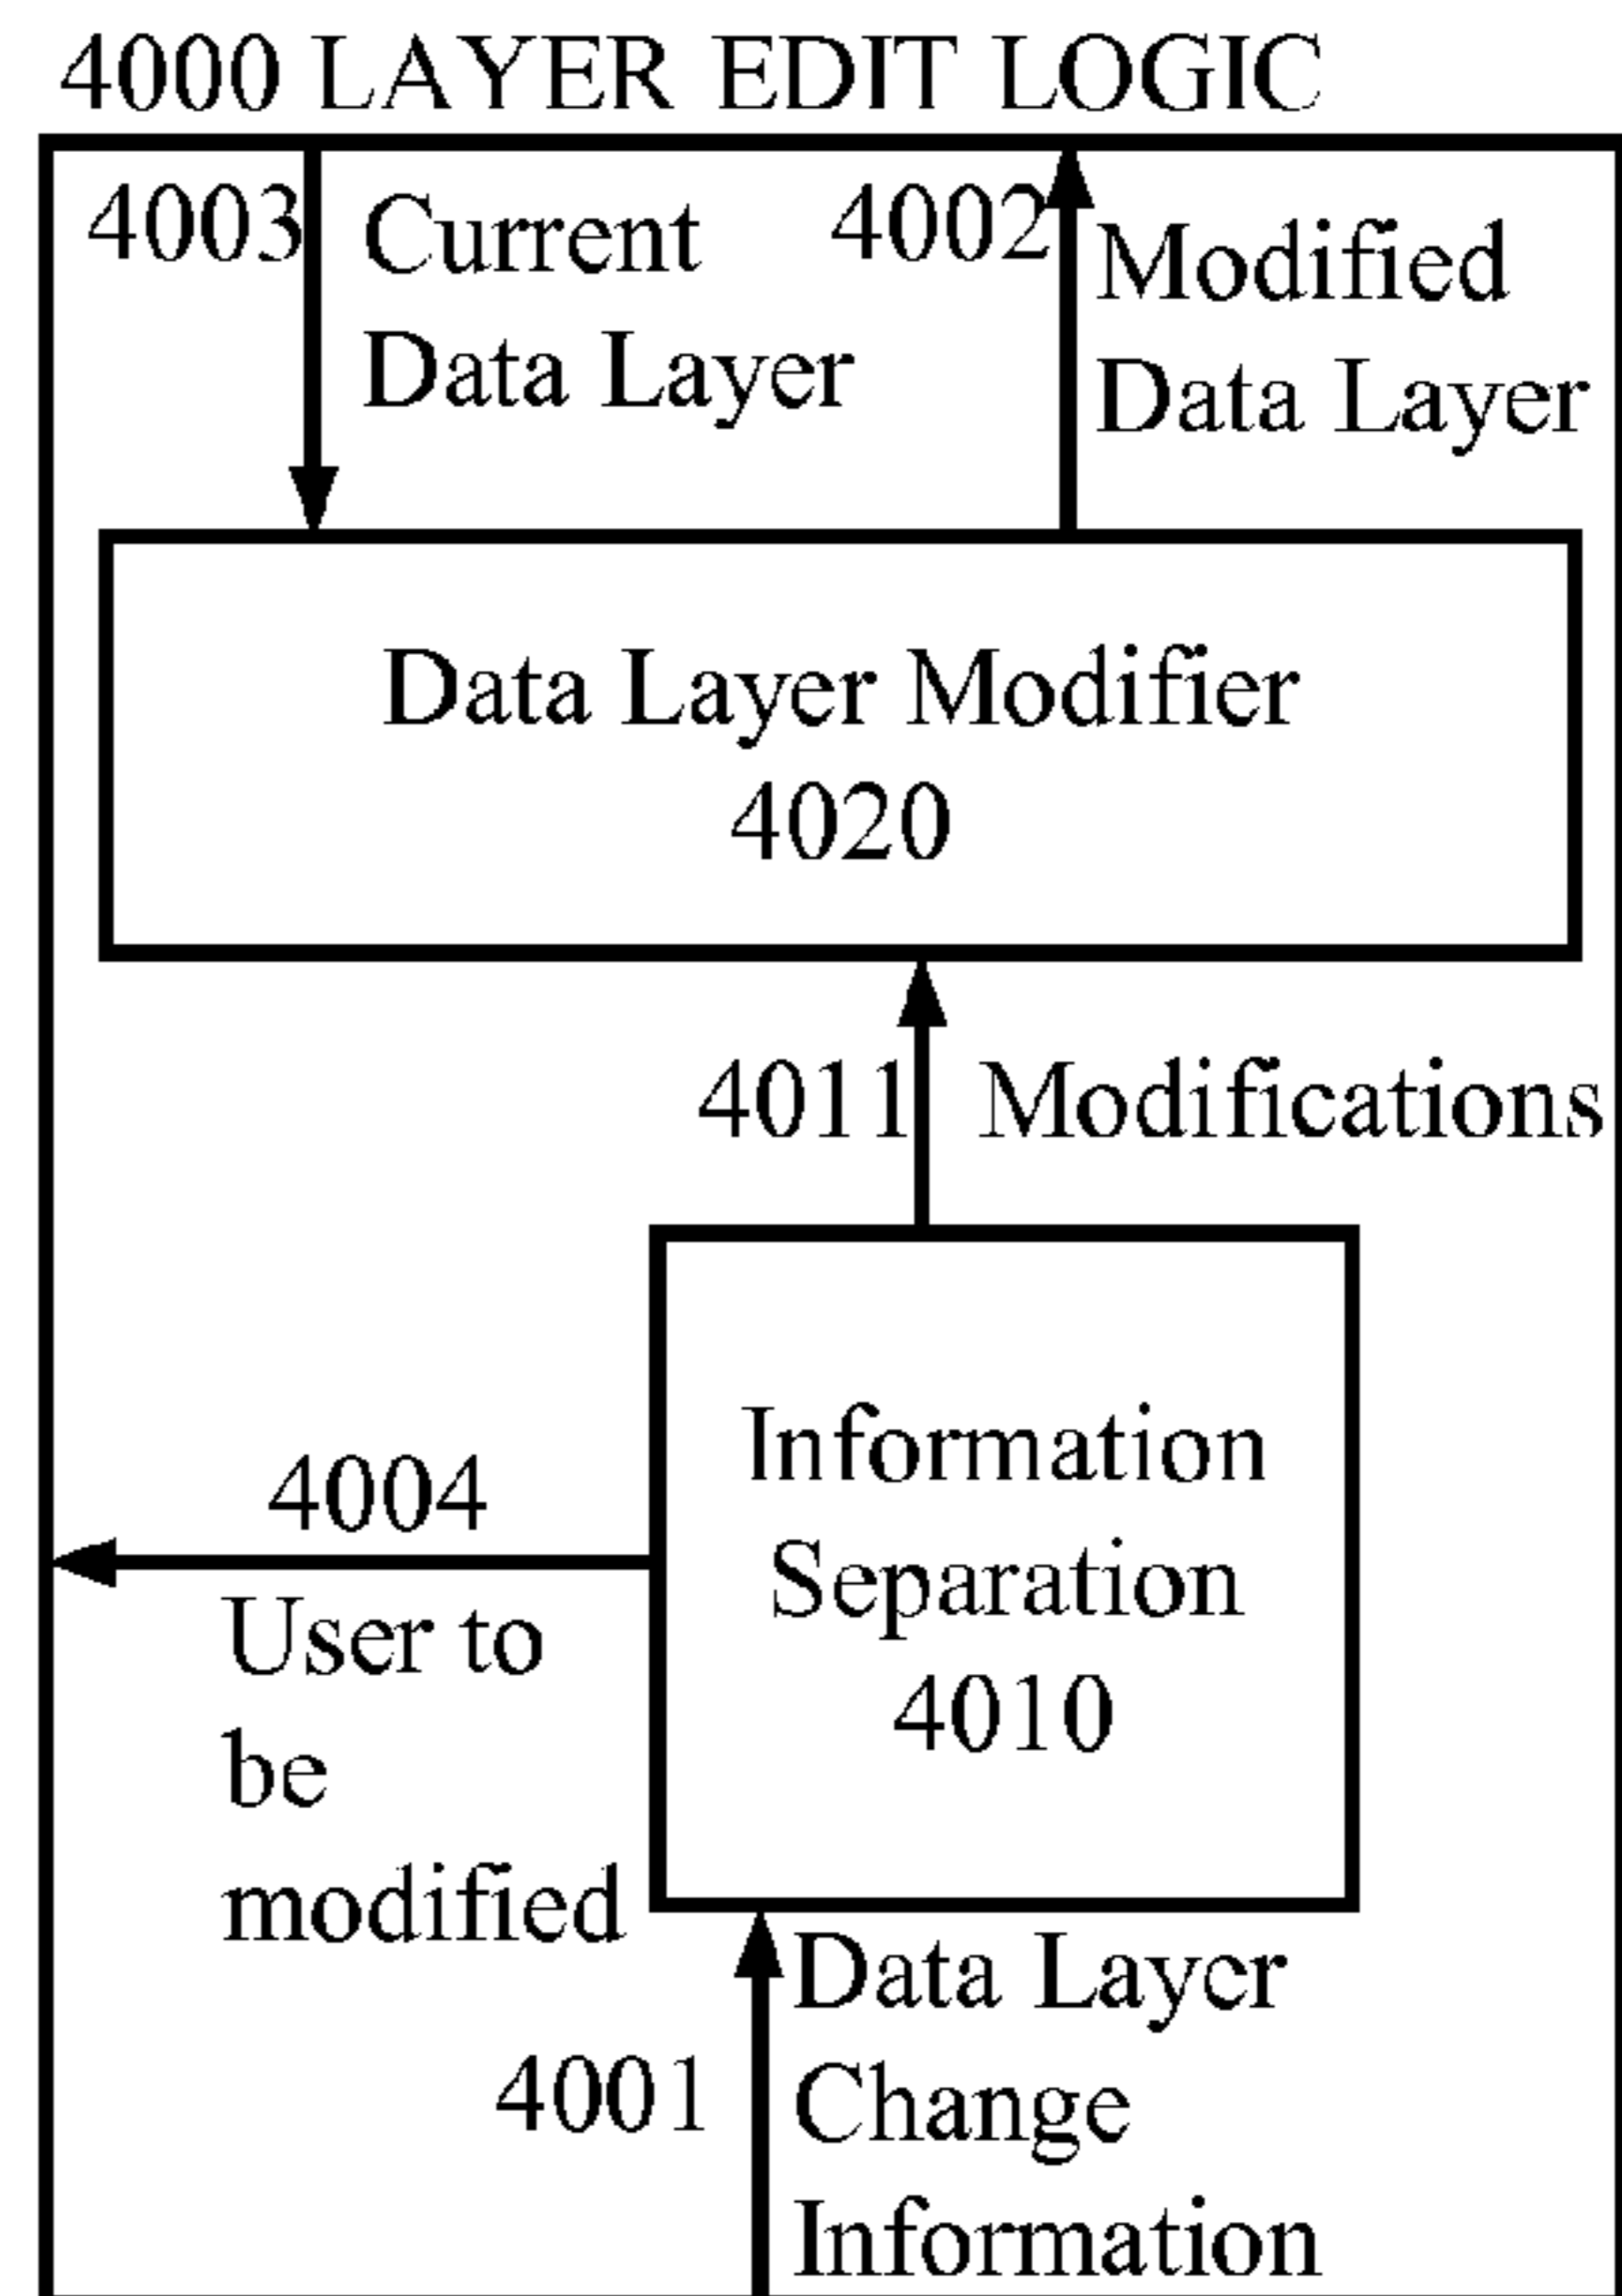 4000 LAYER EDIT LOGIC
4003
Current
Data Layer
4002
Modified
Data Layer
Data Layer Modifier
4020
4011
Modifications
Information
Separation
4010
4004
User to
be
modified
4001
Data Layer
Change
Information